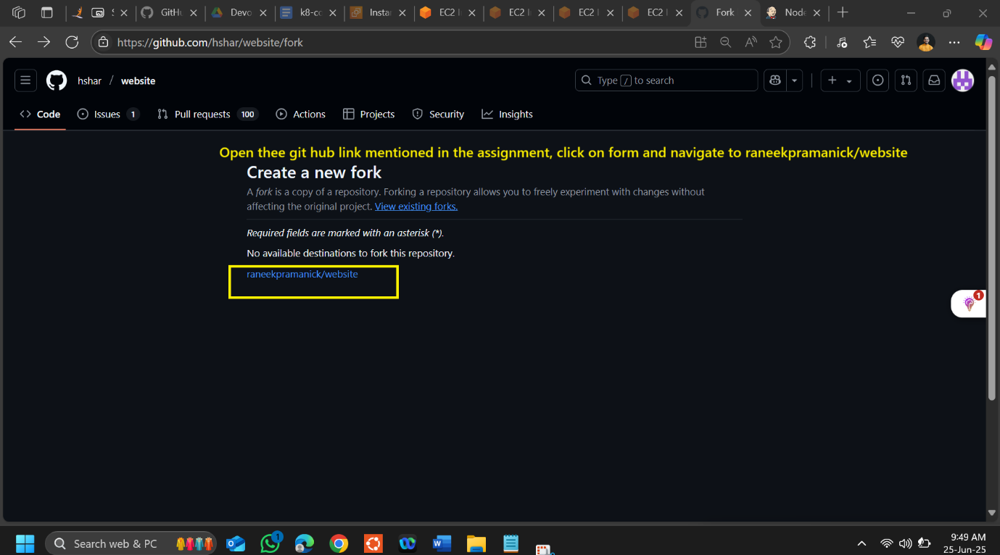 GitHu
Devo
k8-co
Instar
EC2 I
EC2 I
EC2 I
EC2 I
Fork
Node
https://github.com/hshar/website/fork
hshar / website
Type / to search
Code
Issues 1
Pull requests 100
Actions
Projects
Security
Insights
Open thee git hub link mentioned in the assignment, click on form and navigate to raneekpramanick/website
Create a new fork
A fork is a copy of a repository. Forking a repository allows you to freely experiment with changes without
affecting the original project. View existing forks.
Required fields are marked with an asterisk (*).
No available destinations to fork this repository.
raneekpramanick/website
1
Search web & PC
1
9:49 AM
25-Jun-25